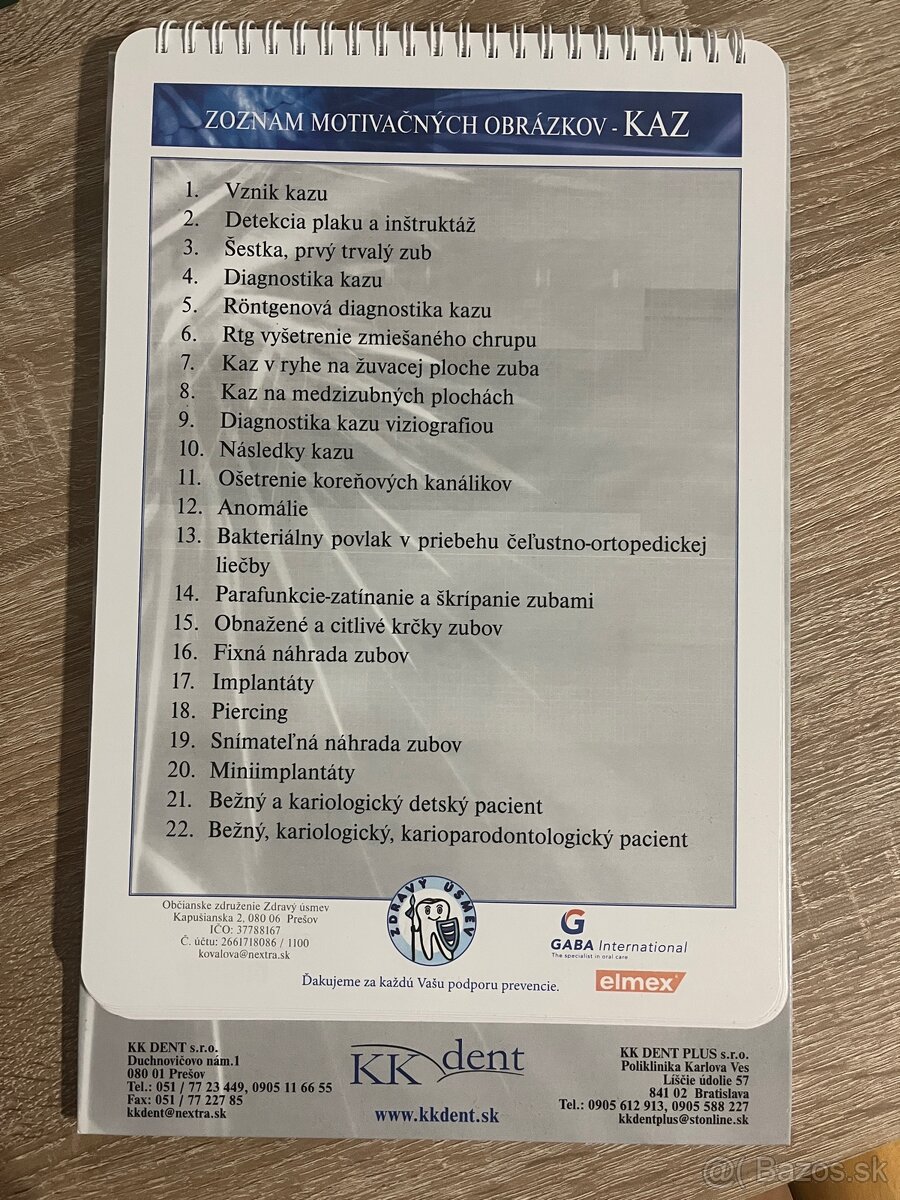 ZOZNAM MOTIVAČNÝCH OBRÁZKOV - KAZ
1. Vznik kazu
2. Detekcia plaku a inštruktáž
3. Šestka, prvý trvalý zub
4. Diagnostika kazu
5. Röntgenová diagnostika kazu
6. Rtg vyšetrenie zmiešaného chrupu
7. Kaz v ryhe na žuvacej ploche zuba
8. Kaz na medzizubných plochách
9. Diagnostika kazu viziografiou
10. Následky kazu
11. Ošetrenie koreňových kanálikov
12. Anomálie
13. Bakteriálny povlak v priebehu čeľustno-ortopedickej
liečby
14. Parafunkcie-zatínanie a škrípanie zubami
15. Obnažené a citlivé krčky zubov
16. Fixná náhrada zubov
17. Implantáty
18. Piercing
19. Snímateľná náhrada zubov
20. Miniimplantáty
21. Bežný a kariologický detský pacient
22. Bežný, kariologický, karioparodontologický pacient
Občianske združenie Zdravý úsmev
Kapušianska 2, 080 06 Prešov
IČO: 37788167
Č. účtu: 2661718086 / 1100
kovalova@nextra.sk
ZDRAVÝ ÚSMEV
G
GABA International
The specialist in oral care
elmex
Ďakujeme za každú Vašu podporu prevencie.
KK DENT s.r.o.
Duchnovičovo nám.1
080 01 Prešov
Tel.: 051 / 77 23 449, 0905 11 66 55
Fax: 051 / 77 227 85
kkdent@nextra.sk
KK dent
www.kkdent.sk
KK DENT PLUS s.r.o.
Poliklinika Karlova Ves
Líščie údolie 57
841 02 Bratislava
Tel.: 0905 612 913, 0905 588 227
kkdentplus@stonline.sk
@( Bazos.sk